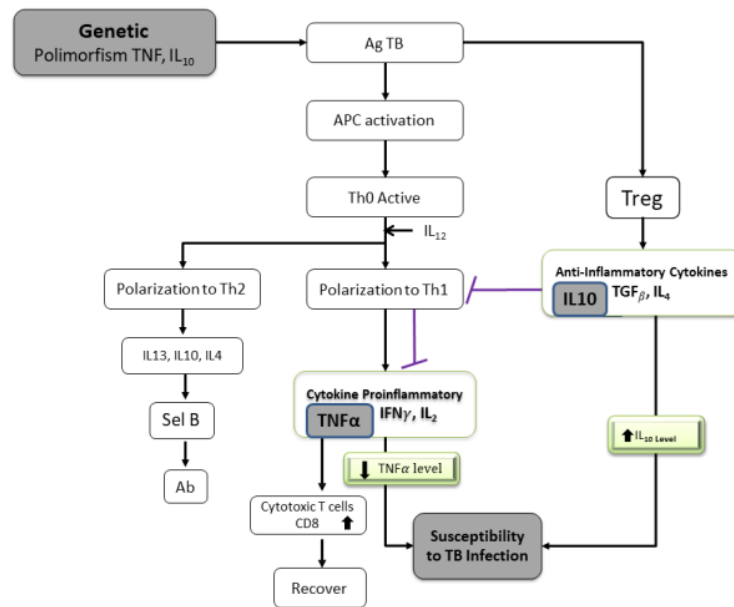 Genetic
Polimorfism TNF, IL10
Ag TB
APC activation
Treg
Th0 Active
IL12
Anti-Inflammatory Cytokines
IL10 TGFβ, IL4
Polarization to Th2
Polarization to Th1
IL13, IL10, IL4
Cytokine Proinflammatory
TNFα IFNγ, IL2
Sel B
↑IL10 Level
↓ TNFα level
Ab
Cytotoxic T cells
CD8 ↑
Susceptibility
to TB Infection
Recover